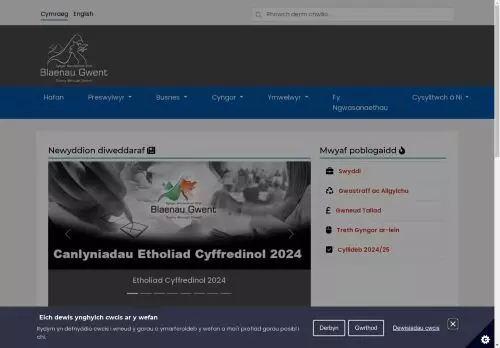 Cymraeg English
Rhowch derm chwilio...
Blaenau Gwent
Hafan
Preswylwyr
Busnes
Cyngor
Ymwelwyr
Fy Ngwasanaethau
Cysylltwch â Ni
Newyddion diweddaraf
Blaenau Gwent
Canlyniadau Etholiad Cyffredinol 2024
Etholiad Cyffredinol 2024
Mwyaf poblogaidd
Swyddi
Gwastraff ac Ailgylchu
Gwneud Taliad
Treth Gyngor ar-lein
Cyllideb 2024/25
Eich dewis ynghylch cwcis ar y wefan
Rydym yn defnyddio cwcis i wneud y gorau o ymarferoldeb y wefan a rhoi'r profiad gorau posibl i chi.
Derbyn
Gwrthod
Dewisiadau cwcis